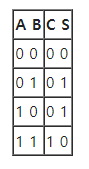 A B C S
0 0 0 0
0 1 0 1
1 0 0 1
1 1 1 0